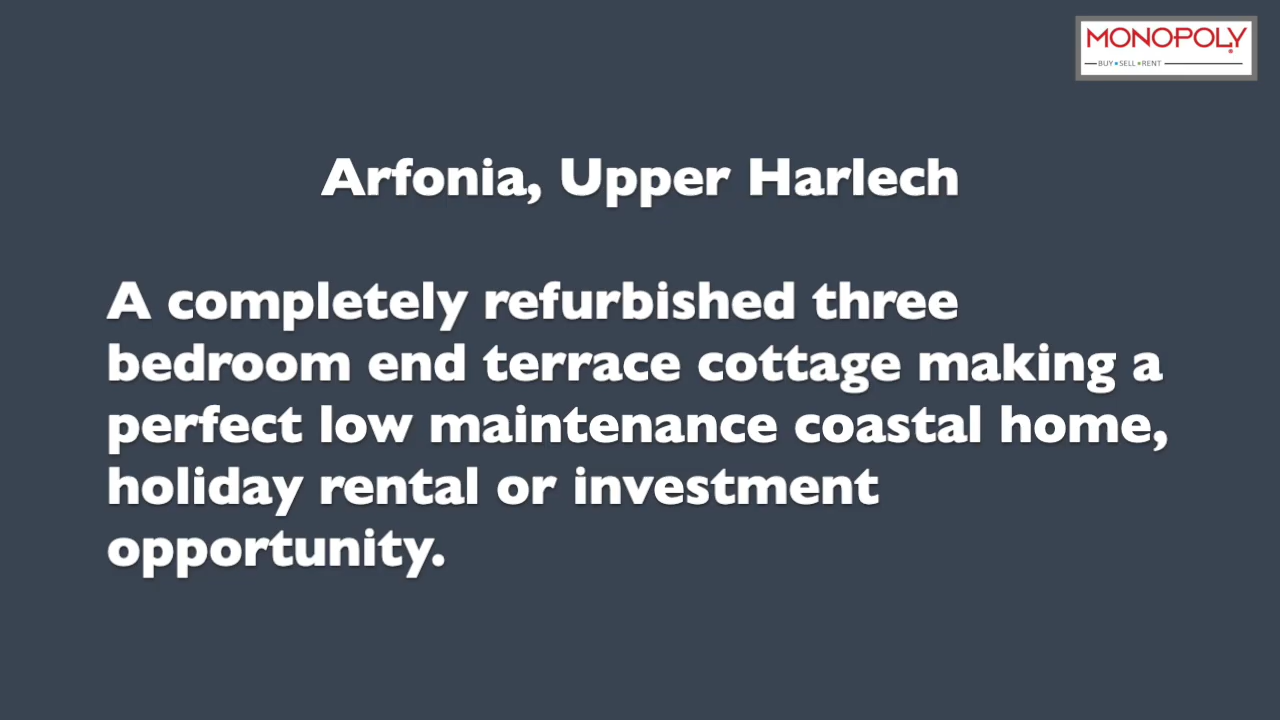 MONOPOLY
BUY•SELL•RENT
Arfonia, Upper Harlech
A completely refurbished three
bedroom end terrace cottage making a
perfect low maintenance coastal home,
holiday rental or investment
opportunity.